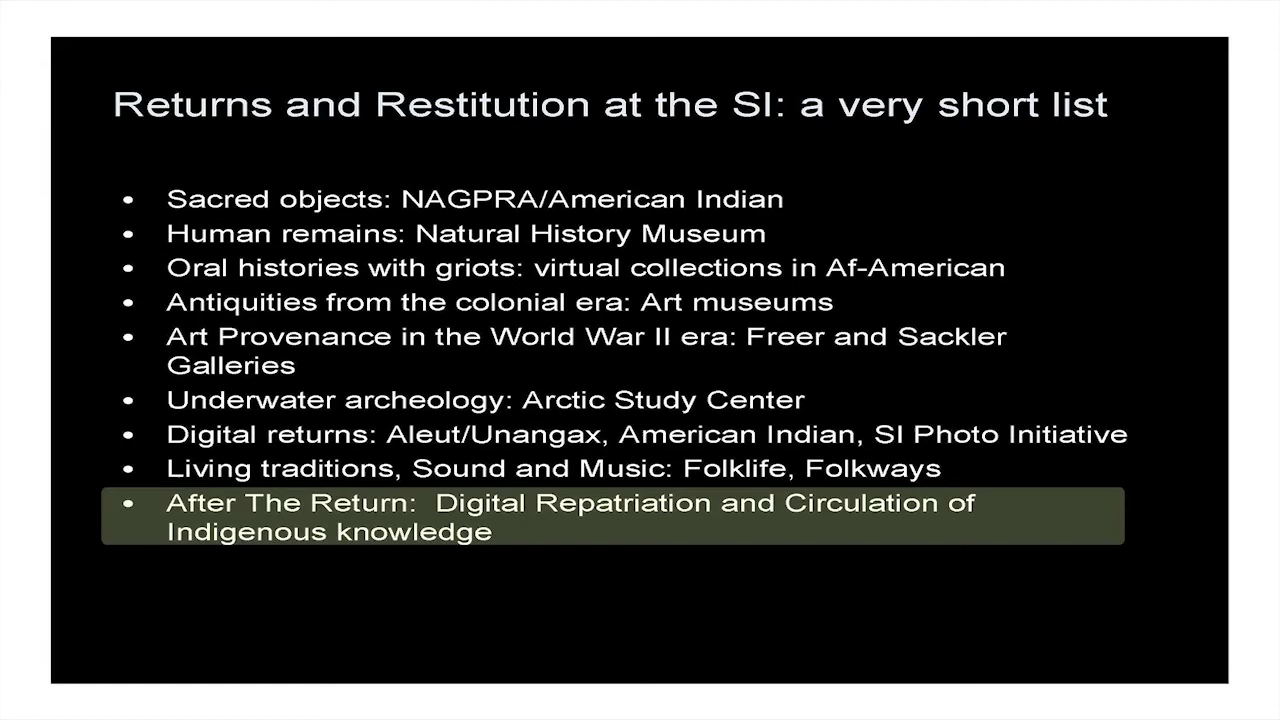 Returns and Restitution at the SI: a very short list
• Sacred objects: NAGPRA/American Indian
• Human remains: Natural History Museum
• Oral histories with griots: virtual collections in Af-American
• Antiquities from the colonial era: Art museums
• Art Provenance in the World War II era: Freer and Sackler
Galleries
• Underwater archeology: Arctic Study Center
• Digital returns: Aleut/Unangax, American Indian, SI Photo Initiative
• Living traditions, Sound and Music: Folklife, Folkways
• After The Return:  Digital Repatriation and Circulation of
Indigenous knowledge